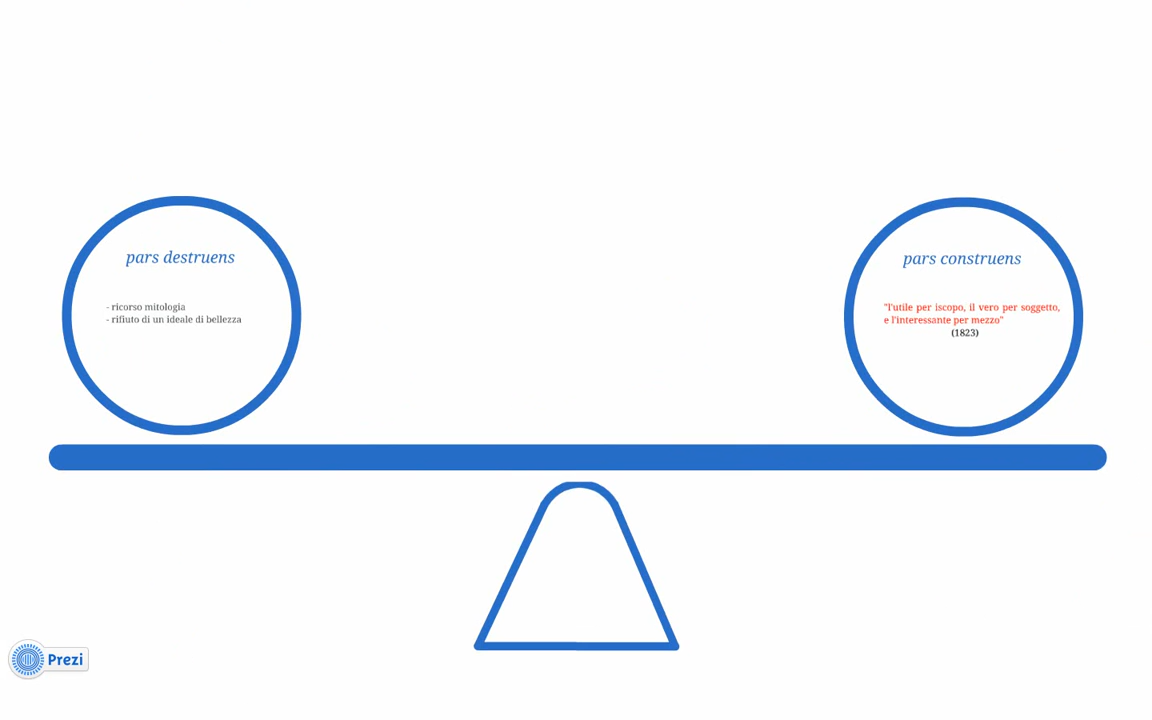 pars destruens
- ricorso mitologia
- rifiuto di un ideale di bellezza
pars construens
"l'utile per iscopo, il vero per soggetto,
e l'interessante per mezzo"
(1823)
Prezi